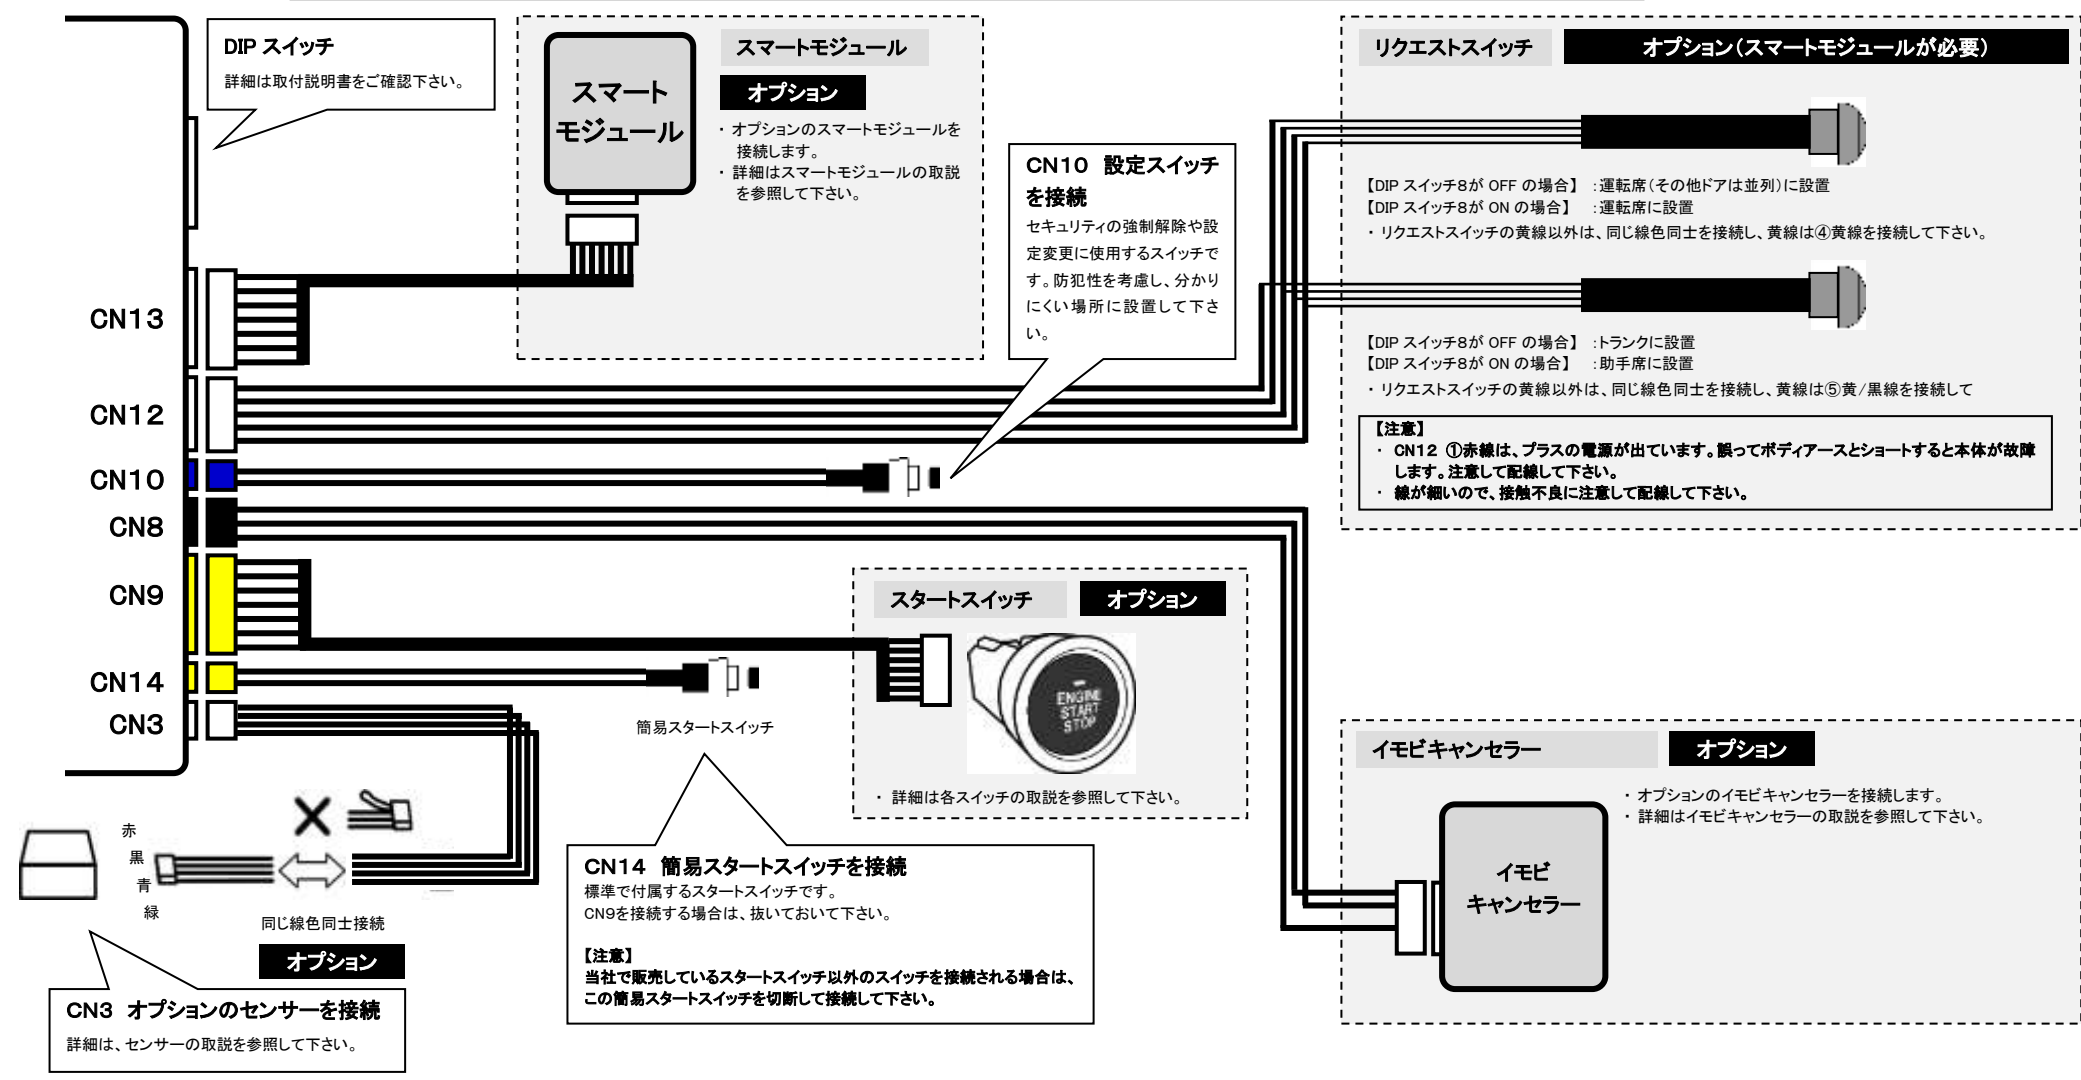 DIP スイッチ
詳細は取付説明書をご確認下さい。
スマート
モジュール
スマートモジュール
オプション
・ オプションのスマートモジュールを
接続します。
・ 詳細はスマートモジュールの取説
を参照して下さい。
CN10 設定スイッチ
を接続
セキュリティの強制解除や設
定変更に使用するスイッチで
す。防犯性を考慮し、分かり
にくい場所に設置して下さ
い。
リクエストスイッチ
オプション(スマートモジュールが必要)
【DIP スイッチ8が OFF の場合】 :運転席(その他ドアは並列)に設置
【DIP スイッチ8が ON の場合】 :運転席に設置
・ リクエストスイッチの黄線以外は、同じ線色同士を接続し、黄線は④黄線を接続して下さい。
【DIP スイッチ8が OFF の場合】 :トランクに設置
【DIP スイッチ8が ON の場合】 :助手席に設置
・ リクエストスイッチの黄線以外は、同じ線色同士を接続し、黄線は⑤黄/黒線を接続して
【注意】
・ CN12 ①赤線は、プラスの電源が出ています。誤ってボディアースとショートすると本体が故障
します。注意して配線して下さい。
・ 線が細いので、接触不良に注意して配線して下さい。
CN13
CN12
CN10
CN8
CN9
CN14
CN3
スタートスイッチ
オプション
ENGINE
START
STOP
・ 詳細は各スイッチの取説を参照して下さい。
簡易スタートスイッチ
CN14 簡易スタートスイッチを接続
標準で付属するスタートスイッチです。
CN9を接続する場合は、抜いておいて下さい。
【注意】
当社で販売しているスタートスイッチ以外のスイッチを接続される場合は、
この簡易スタートスイッチを切断して接続して下さい。
イモビキャンセラー
オプション
・ オプションのイモビキャンセラーを接続します。
・ 詳細はイモビキャンセラーの取説を参照して下さい。
イモビ
キャンセラー
赤
黒
青
緑
同じ線色同士接続
オプション
CN3 オプションのセンサーを接続
詳細は、センサーの取説を参照して下さい。